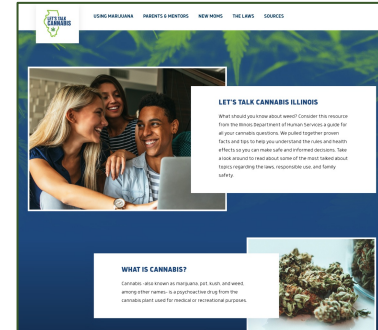 LET'S TALK
CANNABIS
USING MARIJUANA PARENTS & MENTORS NEW MOMS THE LAWS SOURCES
LET'S TALK CANNABIS ILLINOIS
What should you know about weed? Consider this resource
from the Illinois Department of Human Services a guide for
all your cannabis questions. We pulled together proven
facts and tips to help you understand the rules and health
effects so you can make safe and informed decisions. Take
a look around to read about some of the most talked about
topics regarding the laws, responsible use, and family
safety.
WHAT IS CANNABIS?
Cannabis -also known as marijuana, pot, kush, and weed,
among other names- is a psychoactive drug from the
cannabis plant used for medical or recreational purposes.